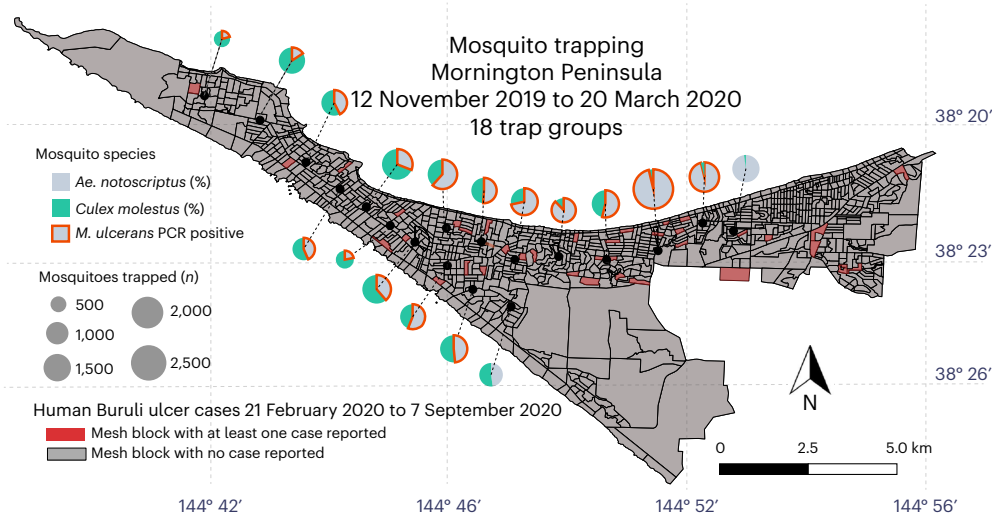 Mosquito trapping
Mornington Peninsula
12 November 2019 to 20 March 2020
18 trap groups
38° 20′
Mosquito species
Ae. notoscriptus (%)
Culex molestus (%)
M. ulcerans PCR positive
38° 23′
Mosquitoes trapped (n)
500
2,000
1,000
1,500
2,500
38° 26′
N
Human Buruli ulcer cases 21 February 2020 to 7 September 2020
Mesh block with at least one case reported
Mesh block with no case reported
0 2.5 5.0 km
144° 42′ 144° 46′ 144° 52′ 144° 56′